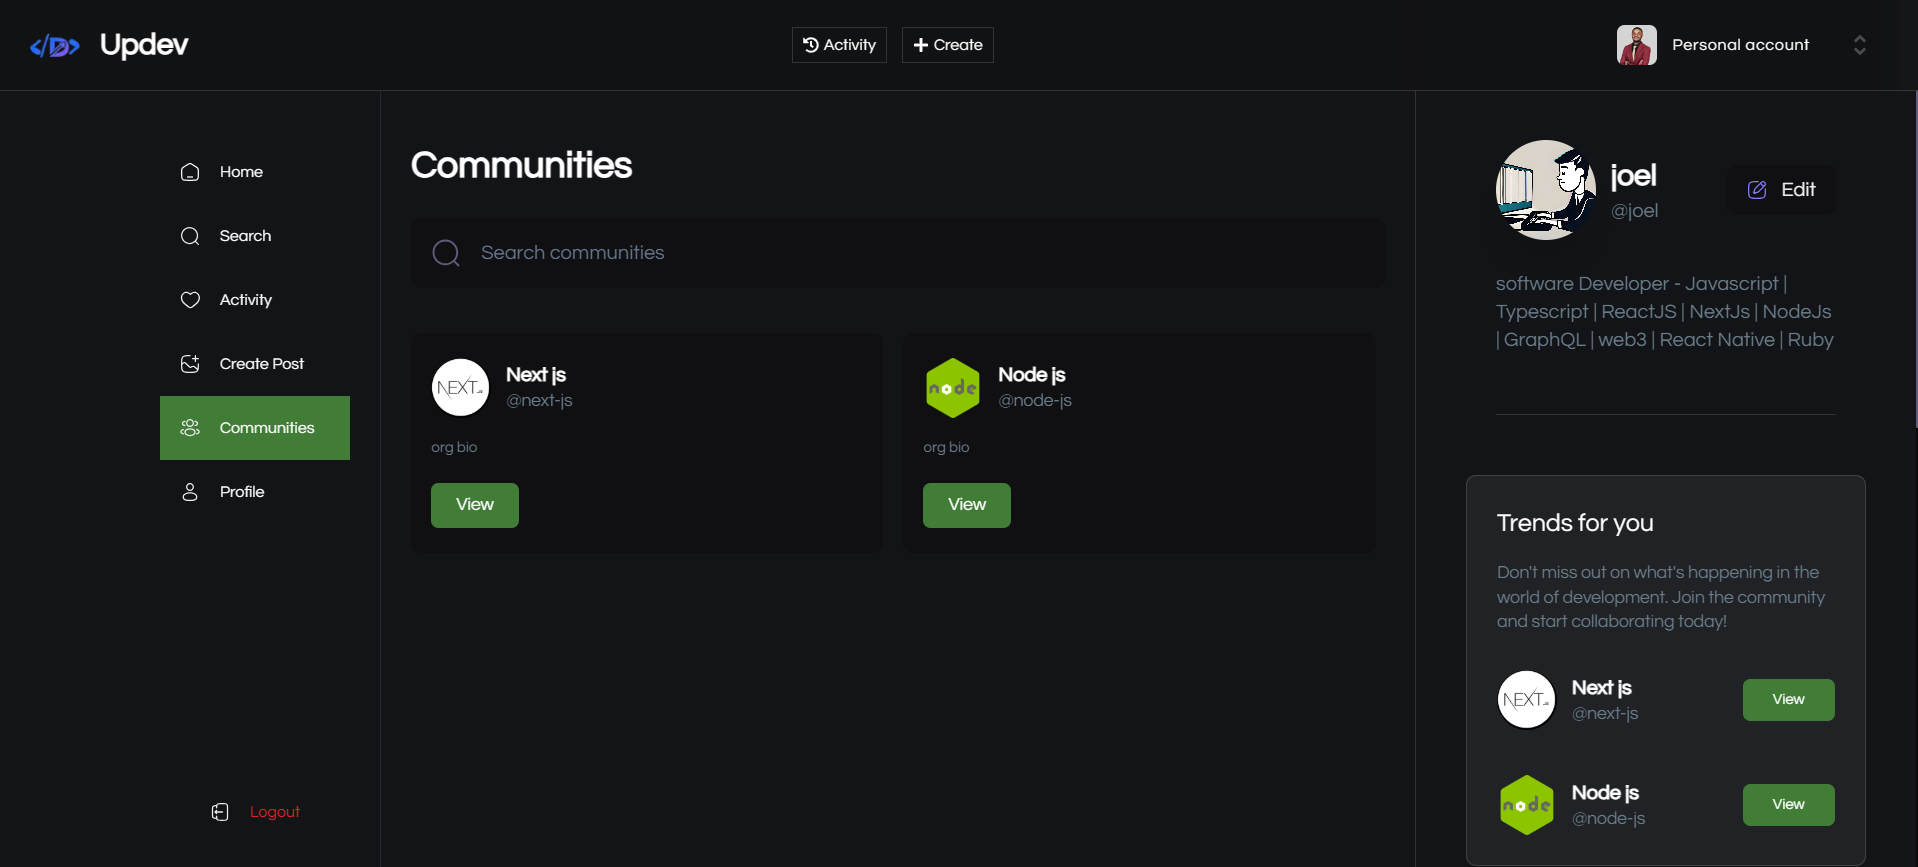 Updev
Activity
Create
Personal account
Home
Search
Activity
Create Post
Communities
Profile
Logout
Communities
Search communities
NEXT.JS
Next js
@next-js
org bio
View
node
Node js
@node-js
org bio
View
joel
@joel
Edit
software Developer - Javascript |
Typescript | ReactJS | NextJs | NodeJs
| GraphQL | web3 | React Native | Ruby
Trends for you
Don't miss out on what's happening in the
world of development. Join the community
and start collaborating today!
NEXT.JS
Next js
@next-js
View
node
Node js
@node-js
View